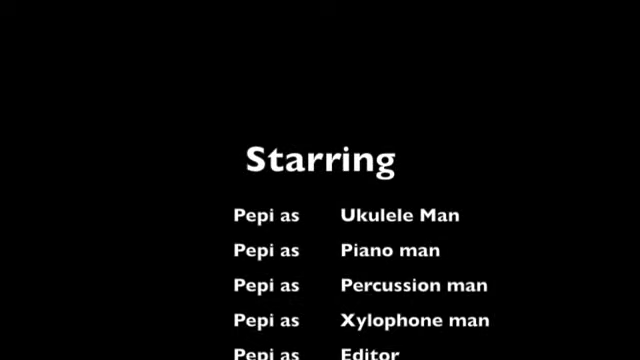 Starring
Pepi as Ukulele Man
Pepi as Piano man
Pepi as Percussion man
Pepi as Xylophone man
Pepi as Editor